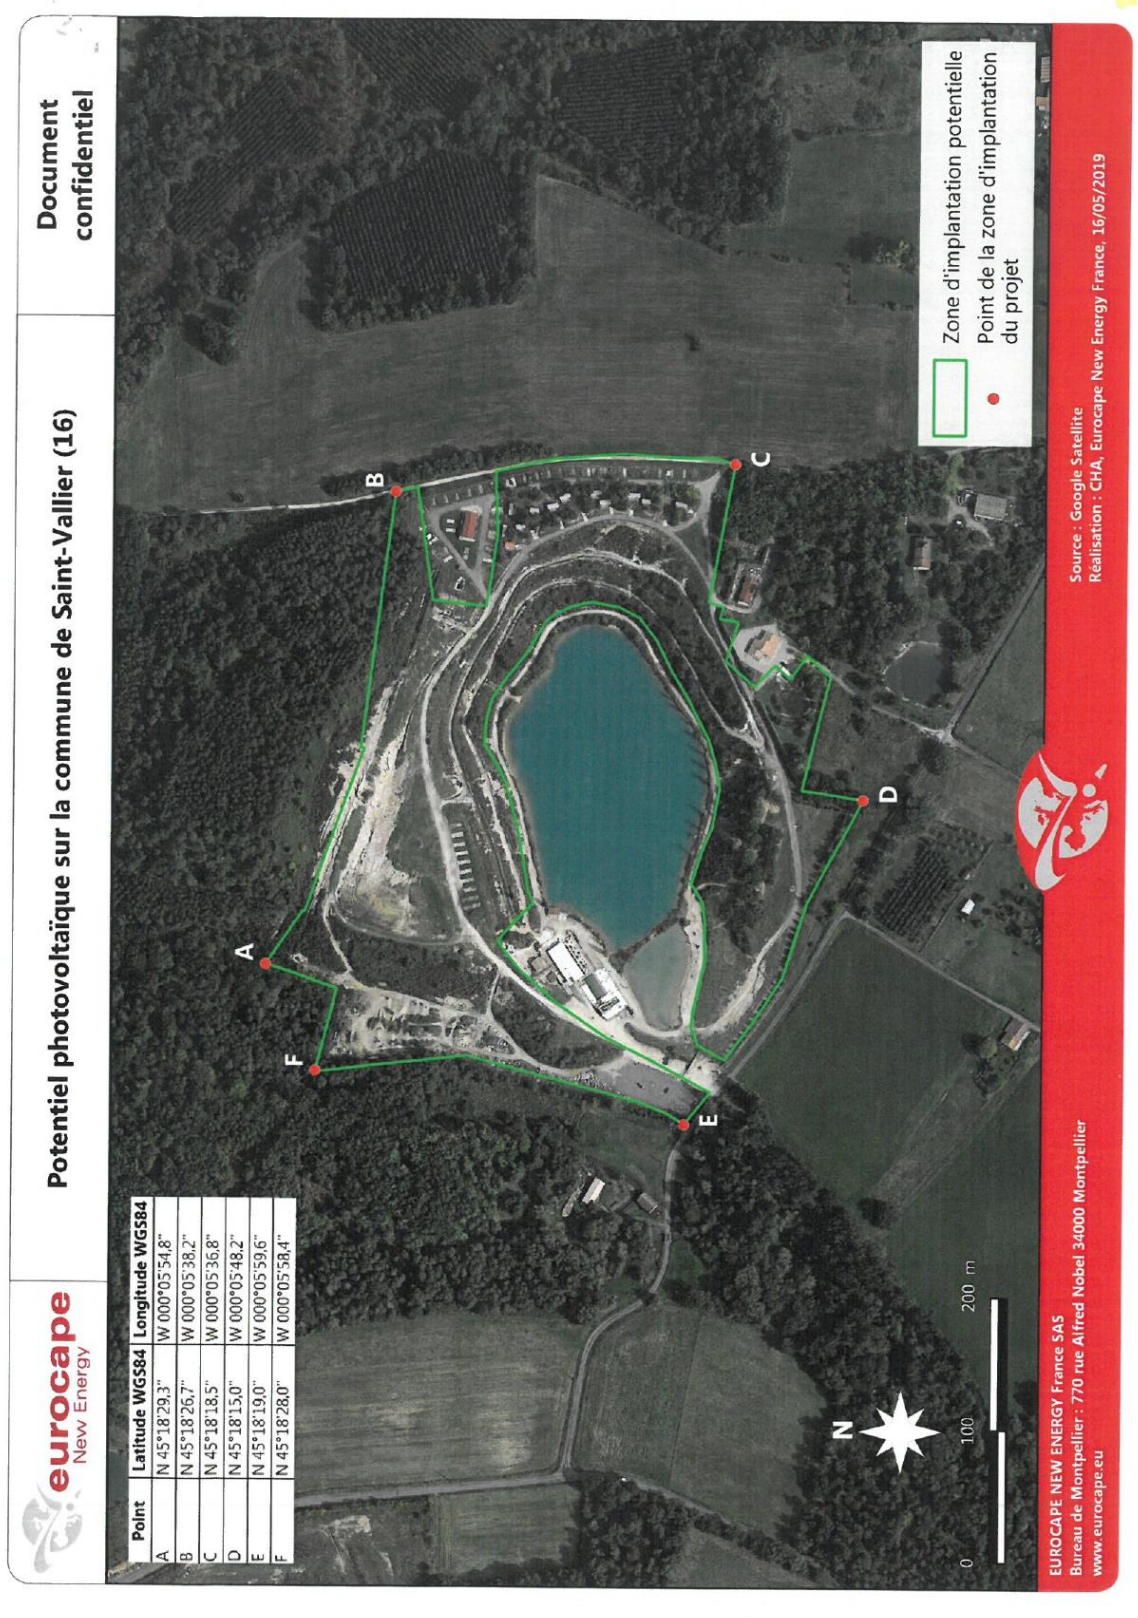 eurocape
New Energy
Potentiel photovoltaïque sur la commune de Saint-Vallier (16)
Document
confidentiel
Point Latitude WGS84 Longitude WGS84
A N 45°18'29,3" W 000°05'54,8"
B N 45°18'26,7" W 000°05'38,2"
C N 45°18'18,5" W 000°05'36,8"
D N 45°18'15,0" W 000°05'48,2"
E N 45°18'19,0" W 000°05'59,6"
F N 45°18'28,0" W 000°05'58,4"
A
B
F
C
E
D
N
0 100 200 m
Zone d'implantation potentielle
Point de la zone d'implantation
du projet
EUROCAPE NEW ENERGY France SAS
Bureau de Montpellier : 770 rue Alfred Nobel 34000 Montpellier
www.eurocape.eu
Source : Google Satellite
Réalisation : CHA, Eurocape New Energy France, 16/05/2019